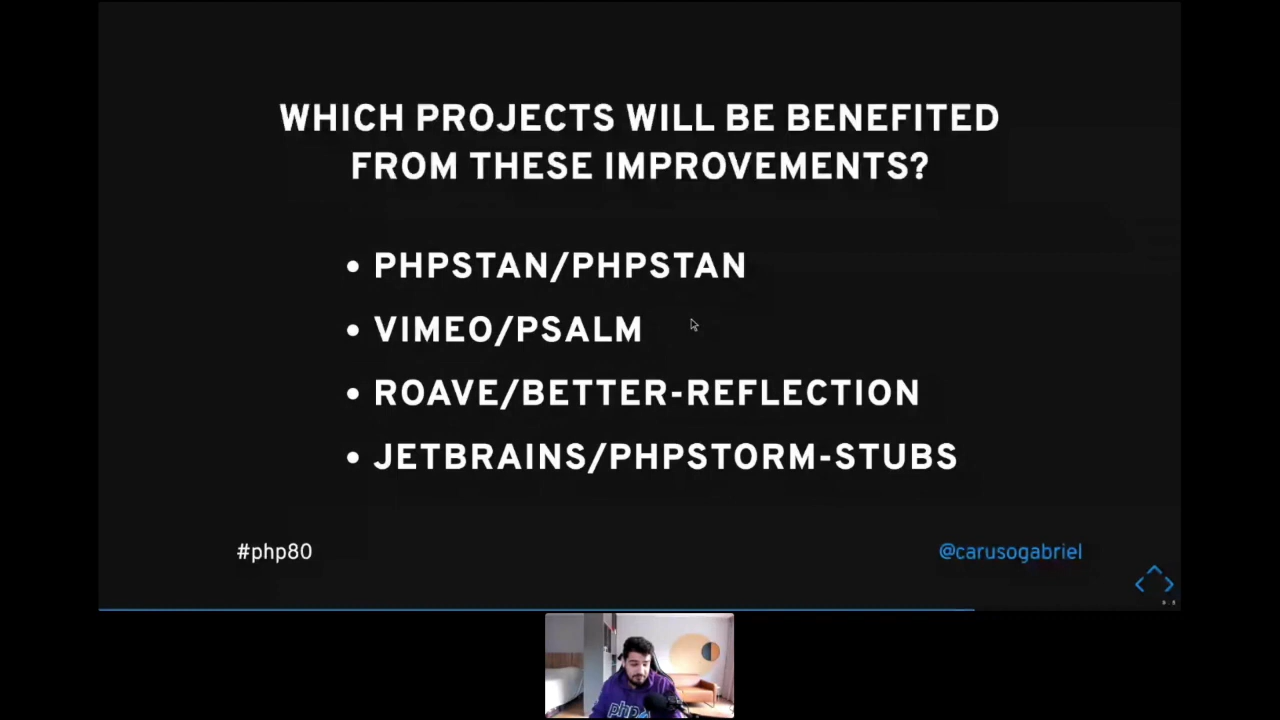 WHICH PROJECTS WILL BE BENEFITED
FROM THESE IMPROVEMENTS?
• PHPSTAN/PHPSTAN
• VIMEO/PSALM
• ROAVE/BETTER-REFLECTION
• JETBRAINS/PHPSTORM-STUBS
#php80
@carusogabriel
php